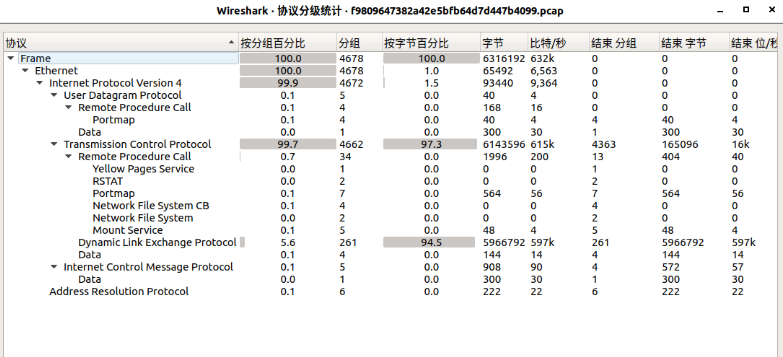 Wireshark · 协议分级统计 · f9809647382a42e5bfb64d7d447b4099.pcap
协议 按分组百分比 分组 按字节百分比 字节 比特/秒 结束 分组 结束 字节 结束 位/秒
Frame 100.0 4678 100.0 6316192 632k 0 0 0
Ethernet 100.0 4678 1.0 65492 6,563 0 0 0
Internet Protocol Version 4 99.9 4672 1.5 93440 9,364 0 0 0
User Datagram Protocol 0.1 5 0.0 40 4 0 0 0
Remote Procedure Call 0.1 4 0.0 168 16 0 0 0
Portmap 0.1 4 0.0 40 4 4 40 4
Data 0.0 1 0.0 300 30 1 300 30
Transmission Control Protocol 99.7 4662 97.3 6143596 615k 4363 165096 16k
Remote Procedure Call 0.7 34 0.0 1996 200 13 404 40
Yellow Pages Service 0.0 1 0.0 0 0 1 0 0
RSTAT 0.0 2 0.0 0 0 2 0 0
Portmap 0.1 7 0.0 564 56 7 564 56
Network File System CB 0.1 4 0.0 0 0 4 0 0
Network File System 0.0 2 0.0 0 0 2 0 0
Mount Service 0.1 5 0.0 48 4 5 48 4
Dynamic Link Exchange Protocol 5.6 261 94.5 5966792 597k 261 5966792 597k
Data 0.1 4 0.0 144 14 4 144 14
Internet Control Message Protocol 0.1 5 0.0 908 90 4 572 57
Data 0.0 1 0.0 300 30 1 300 30
Address Resolution Protocol 0.1 6 0.0 222 22 6 222 22